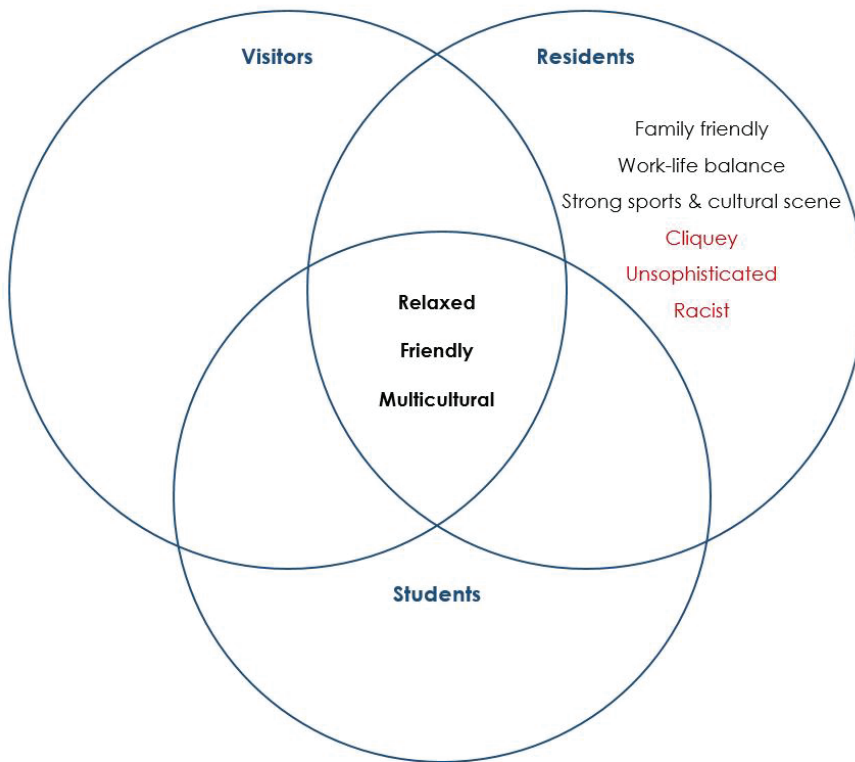 Visitors
Residents
Family friendly
Work-life balance
Strong sports & cultural scene
Cliquey
Unsophisticated
Racist
Relaxed
Friendly
Multicultural
Students